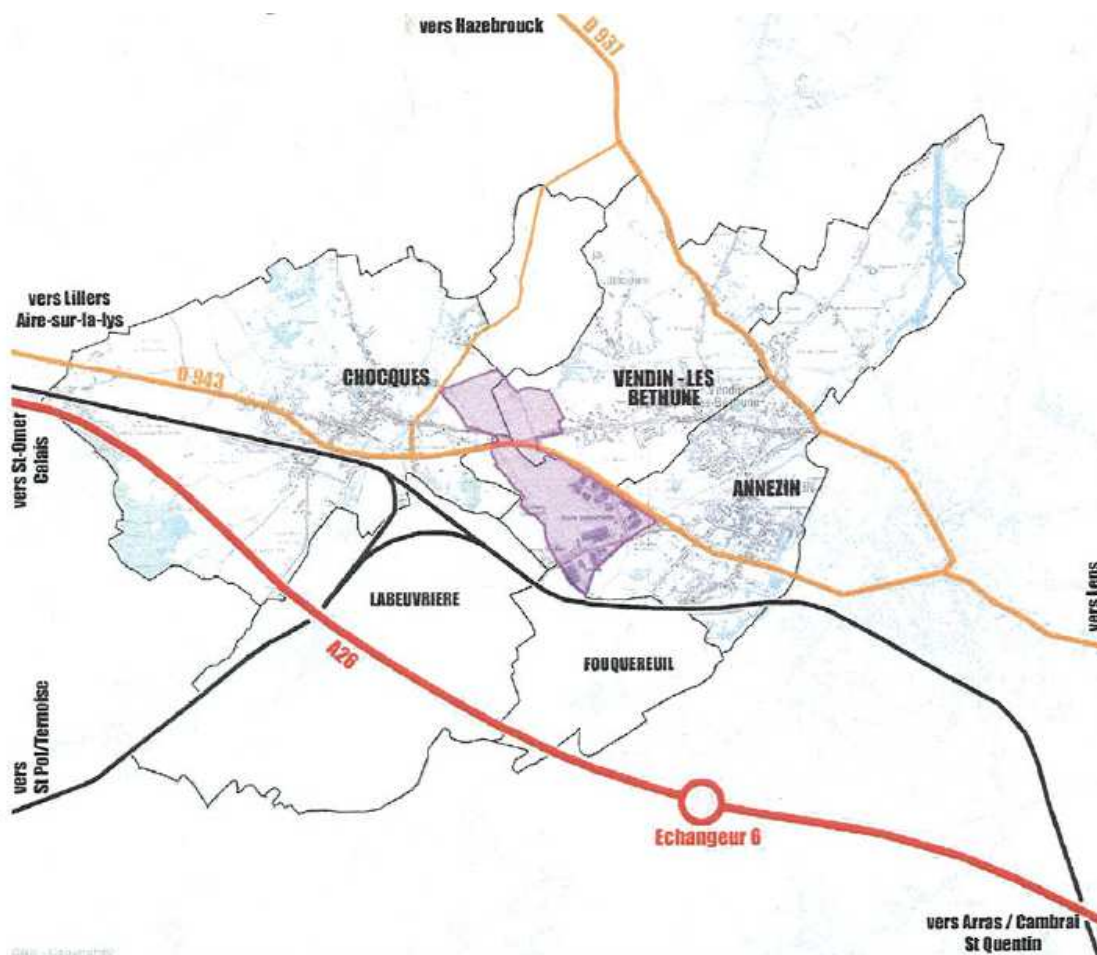 vers Hazebrouck
D 937
vers Lillers
Aire-sur-la-lys
D 943
CHOCQUES
VENDIN - LES
BETHUNE
vers St-Omer
Calais
ANNEZIN
LABEUVRIERE
A26
FOUQUEREUIL
vers Lens
vers
St Pol/Ternoise
Echangeur 6
vers Arras / Cambrai
St Quentin